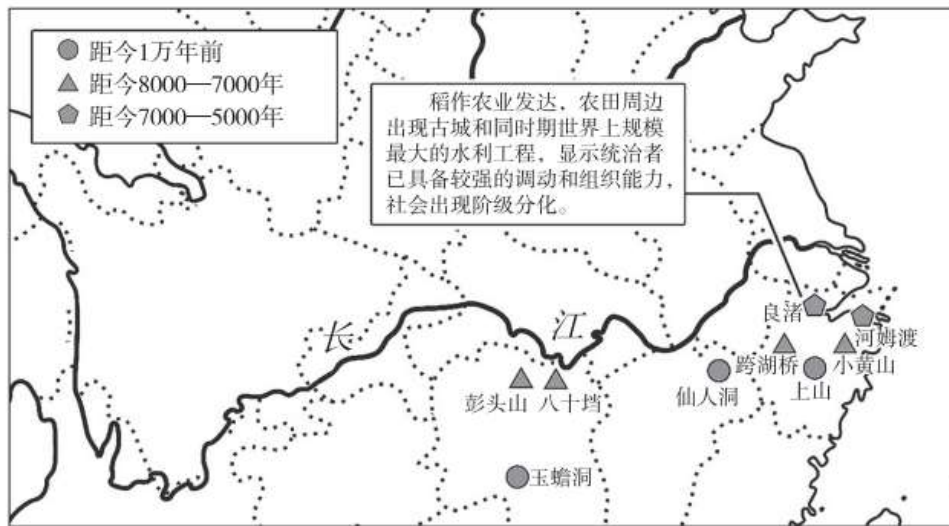 距今1万年前
距今8000—7000年
距今7000—5000年
稻作农业发达，农田周边
出现古城和同时期世界上规模
最大的水利工程，显示统治者
已具备较强的调动和组织能力，
社会出现阶级分化。
长
江
良渚
河姆渡
跨湖桥
小黄山
仙人洞
上山
彭头山
八十垱
玉蟾洞